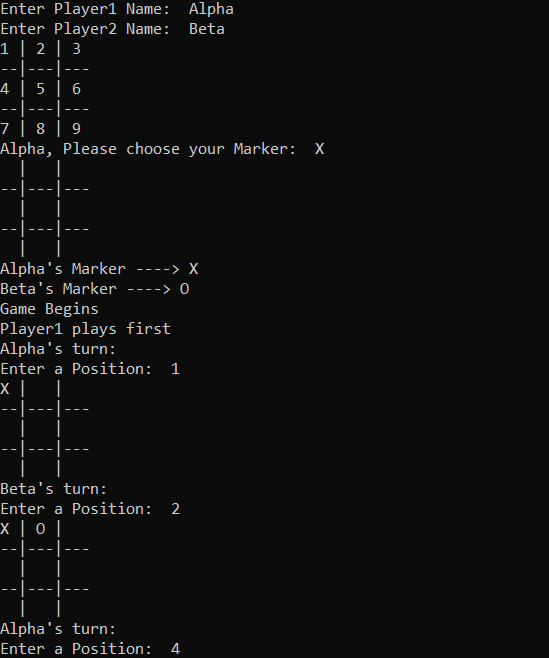 Enter Player1 Name:  Alpha
Enter Player2 Name:  Beta
1 | 2 | 3
--|---|---
4 | 5 | 6
--|---|---
7 | 8 | 9
Alpha, Please choose your Marker:  X
  |   |
--|---|---
  |   |
--|---|---
  |   |
Alpha's Marker ----> X
Beta's Marker ----> O
Game Begins
Player1 plays first
Alpha's turn:
Enter a Position:  1
X |   |
--|---|---
  |   |
--|---|---
  |   |
Beta's turn:
Enter a Position:  2
X | O |
--|---|---
  |   |
--|---|---
  |   |
Alpha's turn:
Enter a Position:  4